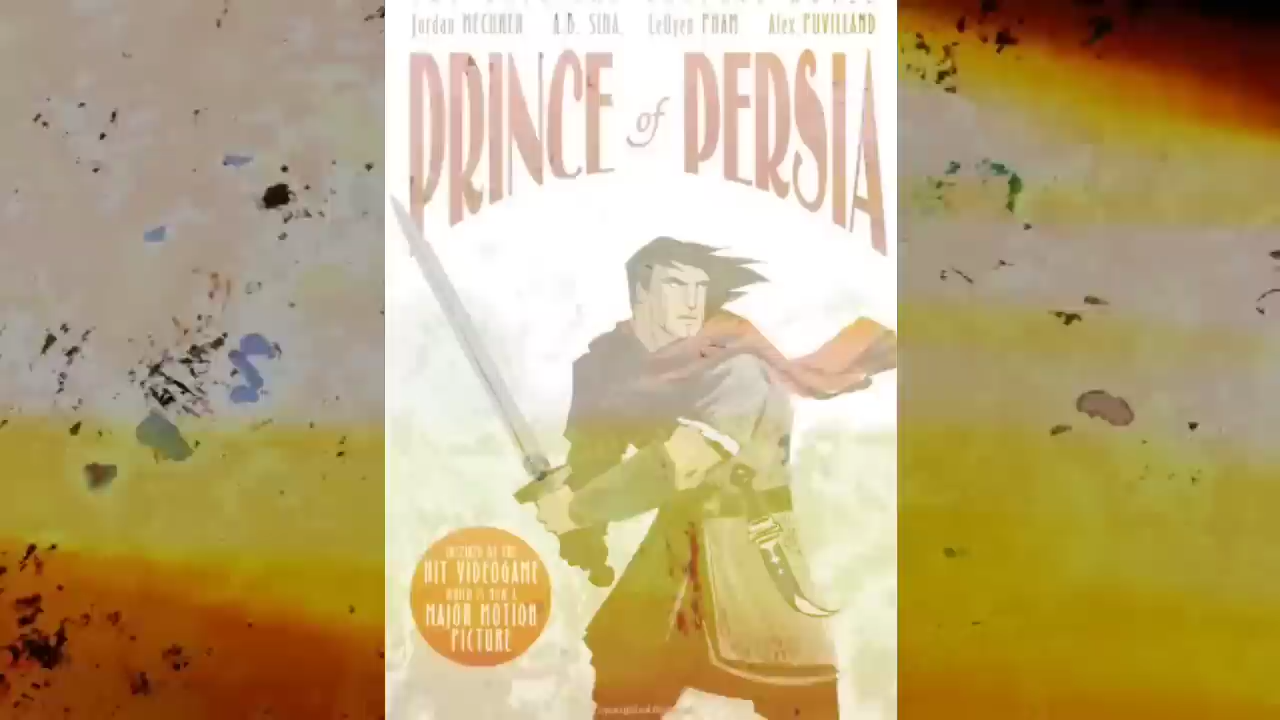 Jordan MECHNER A.B. SINA LeUyen PHAM Alex PUVILLAND
PRINCE of PERSIA
INSPIRED BY THE
HIT VIDEOGAME
WHICH IS NOW A
MAJOR MOTION
PICTURE